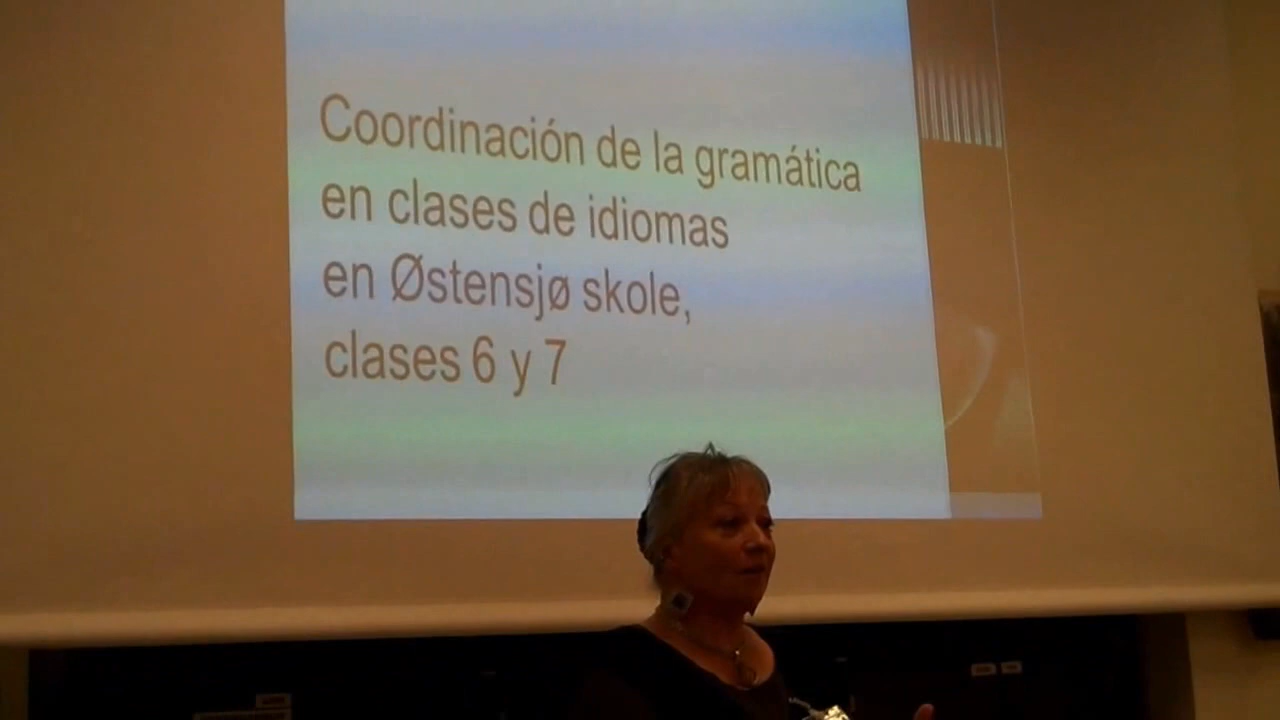 Coordinación de la gramática
en clases de idiomas
en Østensjø skole,
clases 6 y 7